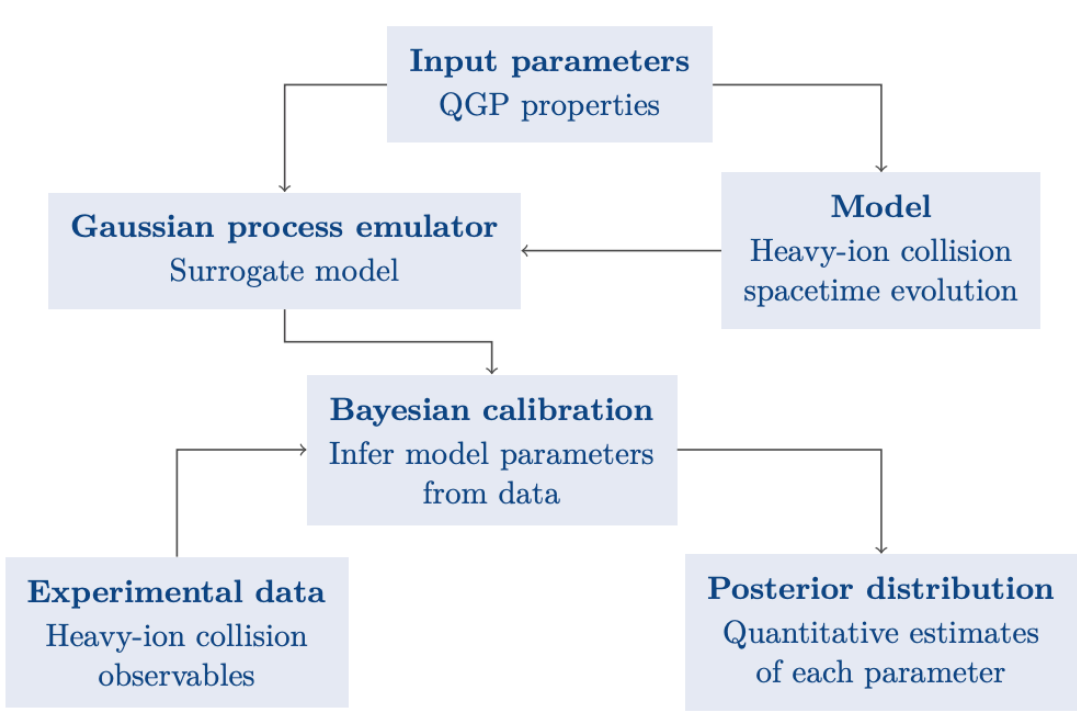 Input parameters
QGP properties
Gaussian process emulator
Surrogate model
Model
Heavy-ion collision
spacetime evolution
Bayesian calibration
Infer model parameters
from data
Experimental data
Heavy-ion collision
observables
Posterior distribution
Quantitative estimates
of each parameter